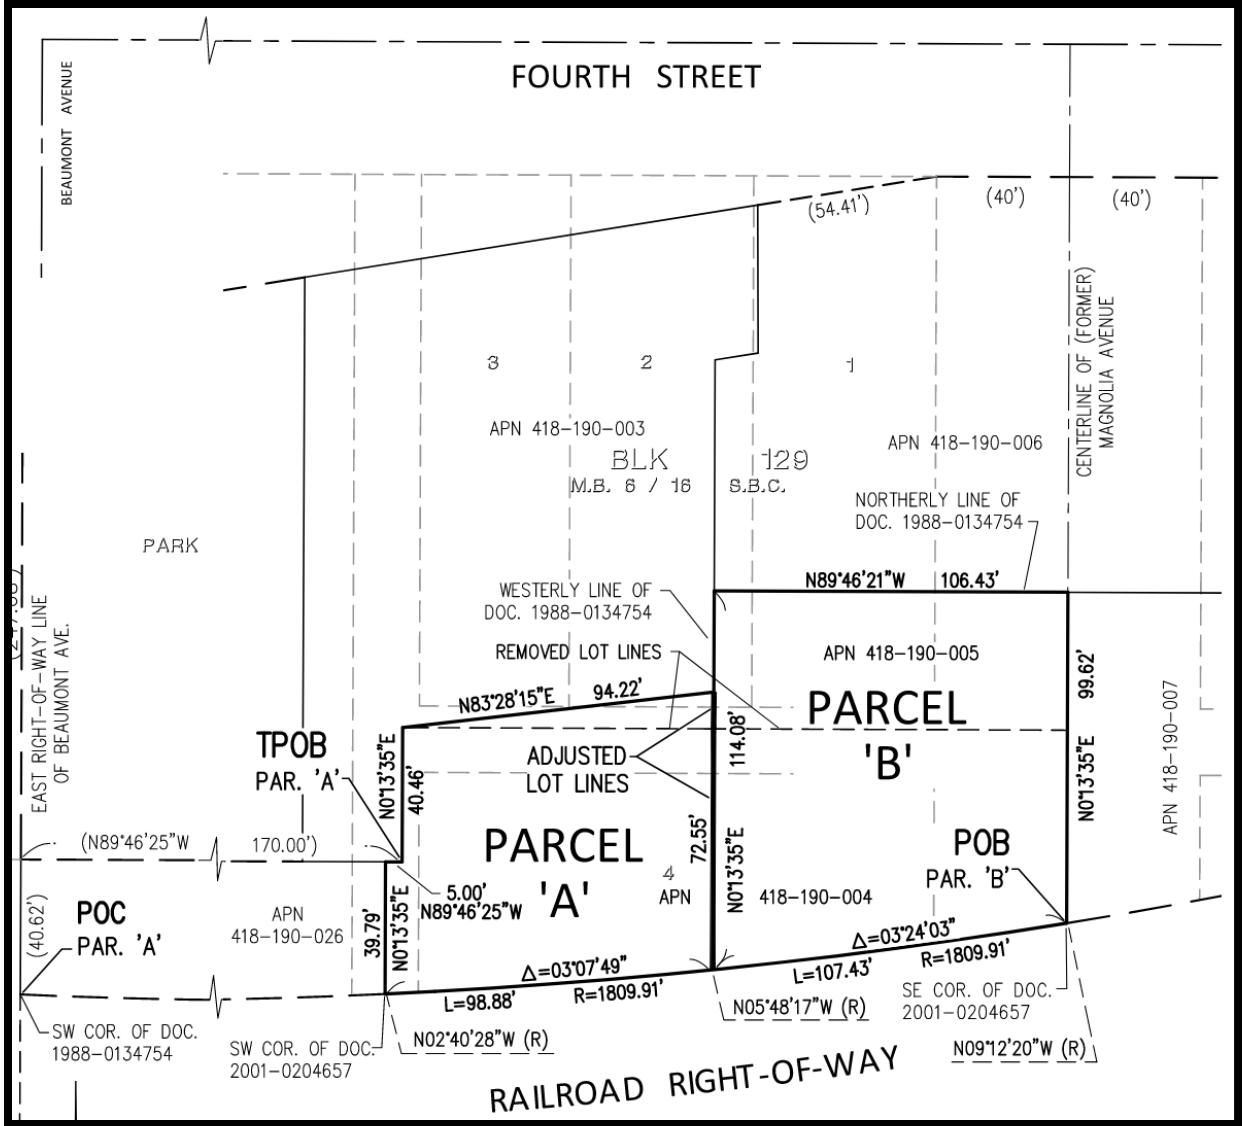 FOURTH STREET
BEAUMONT AVENUE
(54.41')
(40')
(40')
CENTERLINE OF (FORMER)
MAGNOLIA AVENUE
3
2
1
APN 418-190-003
APN 418-190-006
BLK 129
M.B. 6 / 16 S.B.C.
NORTHERLY LINE OF
DOC. 1988-0134754
PARK
N89°46'21"W 106.43'
WESTERLY LINE OF
DOC. 1988-0134754
EAST RIGHT-OF-WAY LINE
OF BEAUMONT AVE.
REMOVED LOT LINES
APN 418-190-005
99.62'
N0°13'35"E
APN 418-190-007
N83°28'15"E 94.22'
PARCEL
'B'
114.08'
TPOB
PAR. 'A'
N0°13'35"E
40.46'
ADJUSTED
LOT LINES
72.55'
N0°13'35"E
(N89°46'25"W 170.00')
PARCEL
'A'
POB
PAR. 'B'
4
APN 418-190-004
5.00'
N89°46'25"W
(40.62')
POC
PAR. 'A'
APN
418-190-026
39.79'
N0°13'35"E
Δ=03°24'03"
L=107.43' R=1809.91'
Δ=03°07'49"
L=98.88' R=1809.91'
SE COR. OF DOC.
2001-0204657
N05°48'17"W (R)
SW COR. OF DOC.
1988-0134754
SW COR. OF DOC.
2001-0204657
N02°40'28"W (R)
N09°12'20"W (R)
RAILROAD RIGHT-OF-WAY